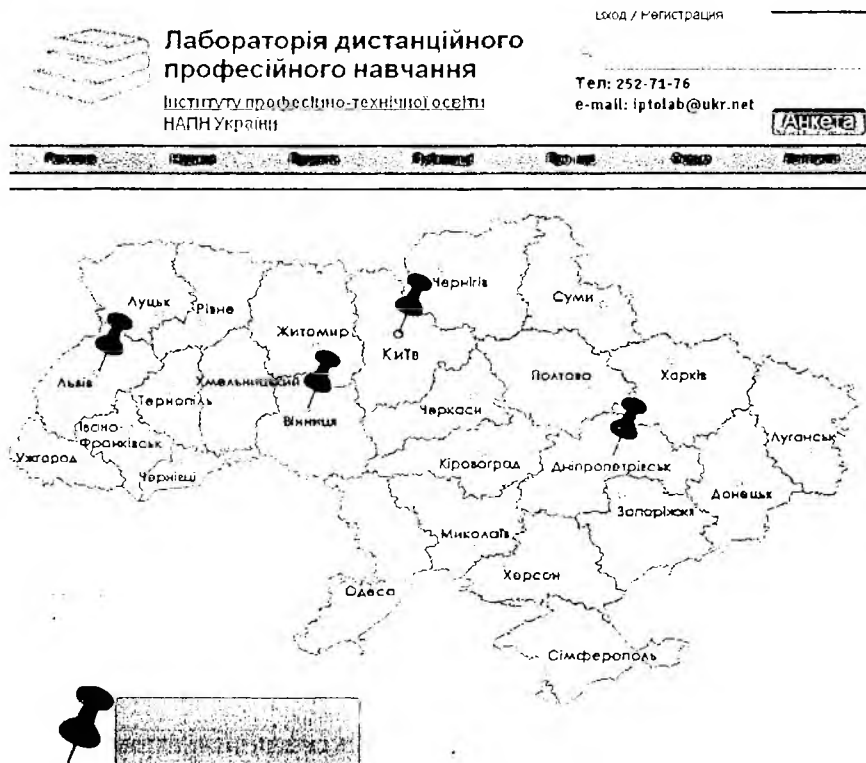 Вход / Регистрация
Лабораторія дистанційного
професійного навчання
Інституту професійно-технічної освіти
НАПН України
Тел: 252-71-76
e-mail: iptolab@ukr.net
Анкета
Чернігів
Луцьк
Рівне
Суми
Житомир
Київ
Львів
Хмельницький
Полтава
Харків
Тернопіль
Черкаси
Вінниця
Івано-
Франківськ
Луганськ
Ужгород
Чернівці
Кіровоград
Дніпропетрівськ
Донецьк
Запоріжжя
Миколаїв
Херсон
Одеса
Сімферополь